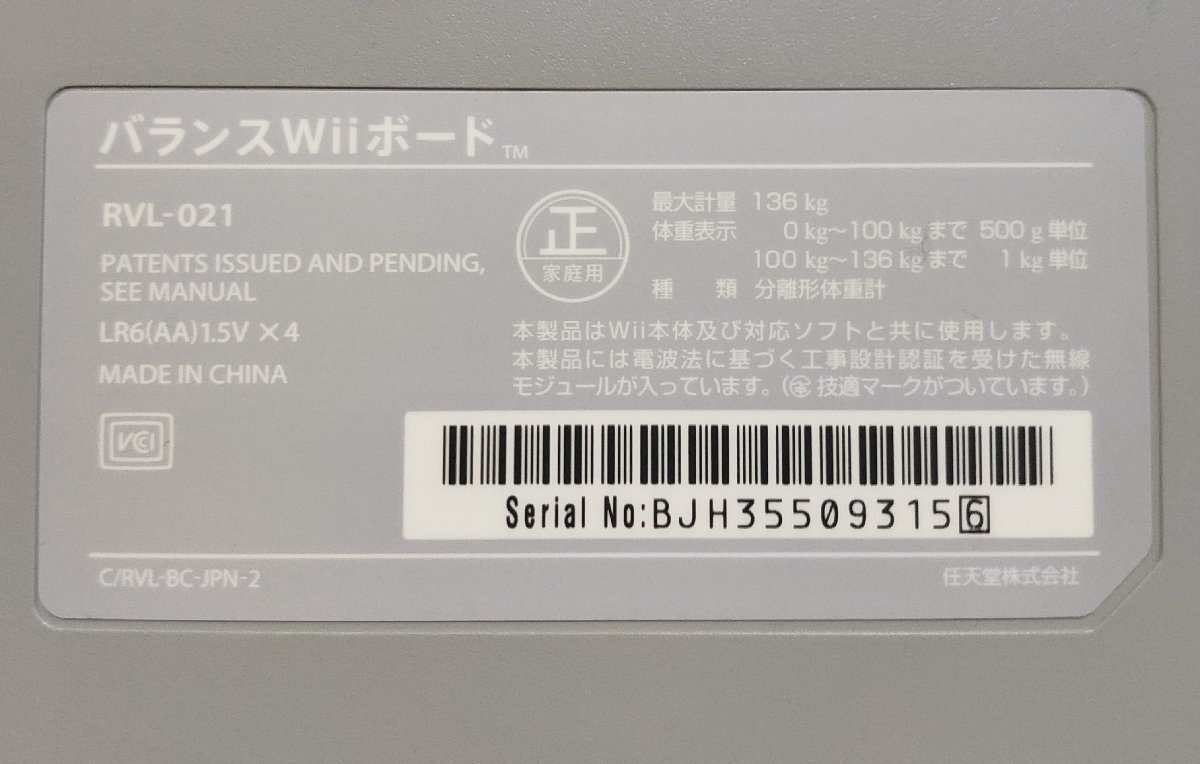 バランスWiiボード™
RVL-021
PATENTS ISSUED AND PENDING,
SEE MANUAL
LR6(AA)1.5V ×4
MADE IN CHINA
VCCI
正
家庭用
最大計量 136 kg
体重表示 0 kg〜100 kgまで 500 g 単位
100 kg〜136 kgまで 1 kg 単位
種 類 分離形体重計
本製品はWii本体及び対応ソフトと共に使用します。
本製品には電波法に基づく工事設計認証を受けた無線
モジュールが入っています。(技適マークがついています。)
Serial No:BJH355093156
C/RVL-BC-JPN-2
任天堂株式会社